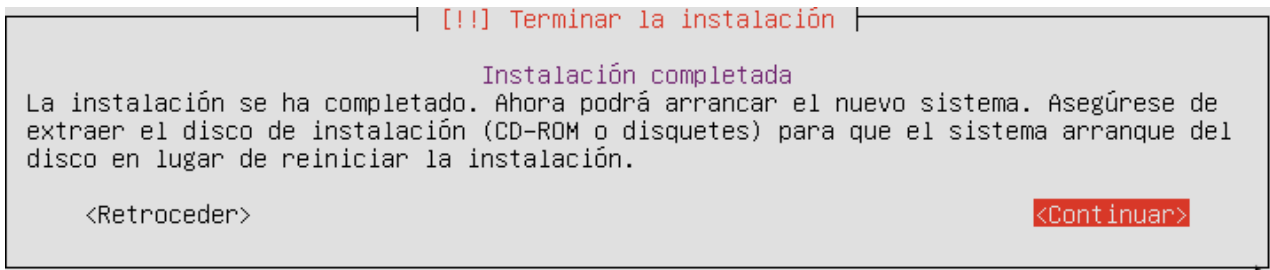 [!!] Terminar la instalación
Instalación completada
La instalación se ha completado. Ahora podrá arrancar el nuevo sistema. Asegúrese de
extraer el disco de instalación (CD-ROM o disquetes) para que el sistema arranque del
disco en lugar de reiniciar la instalación.
<Retroceder> <Continuar>